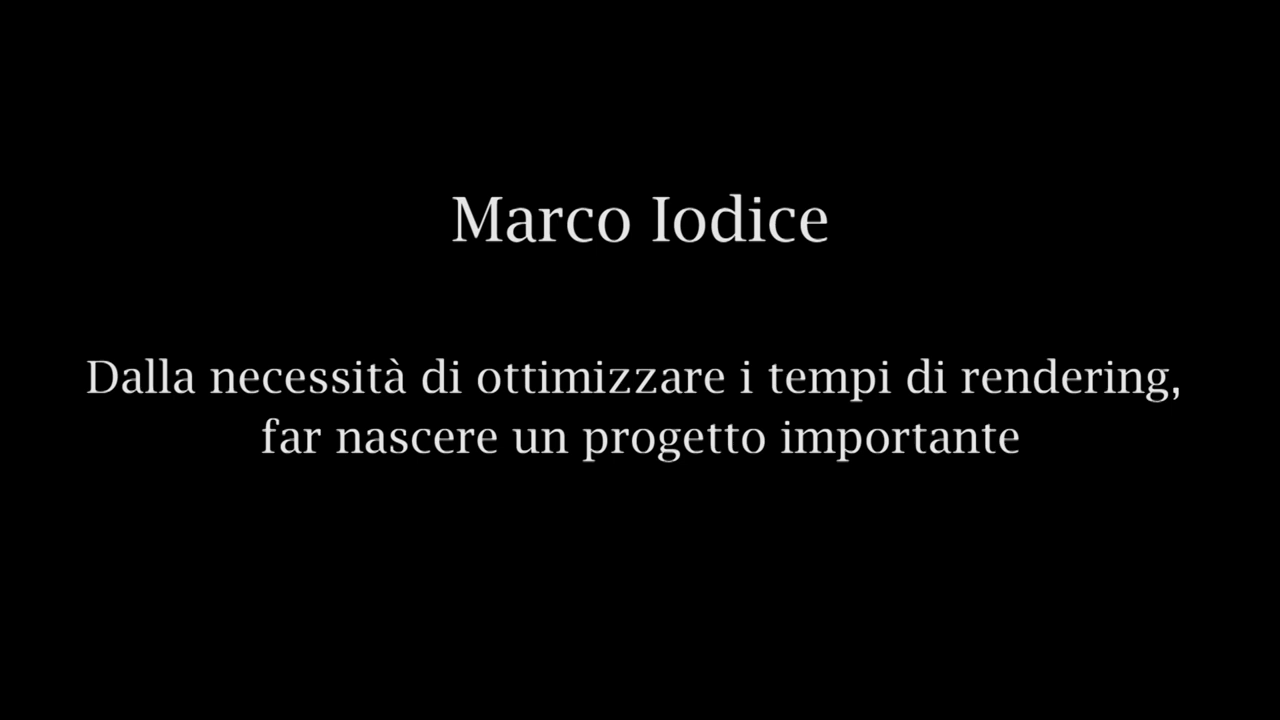 Marco Iodice
Dalla necessità di ottimizzare i tempi di rendering,
far nascere un progetto importante